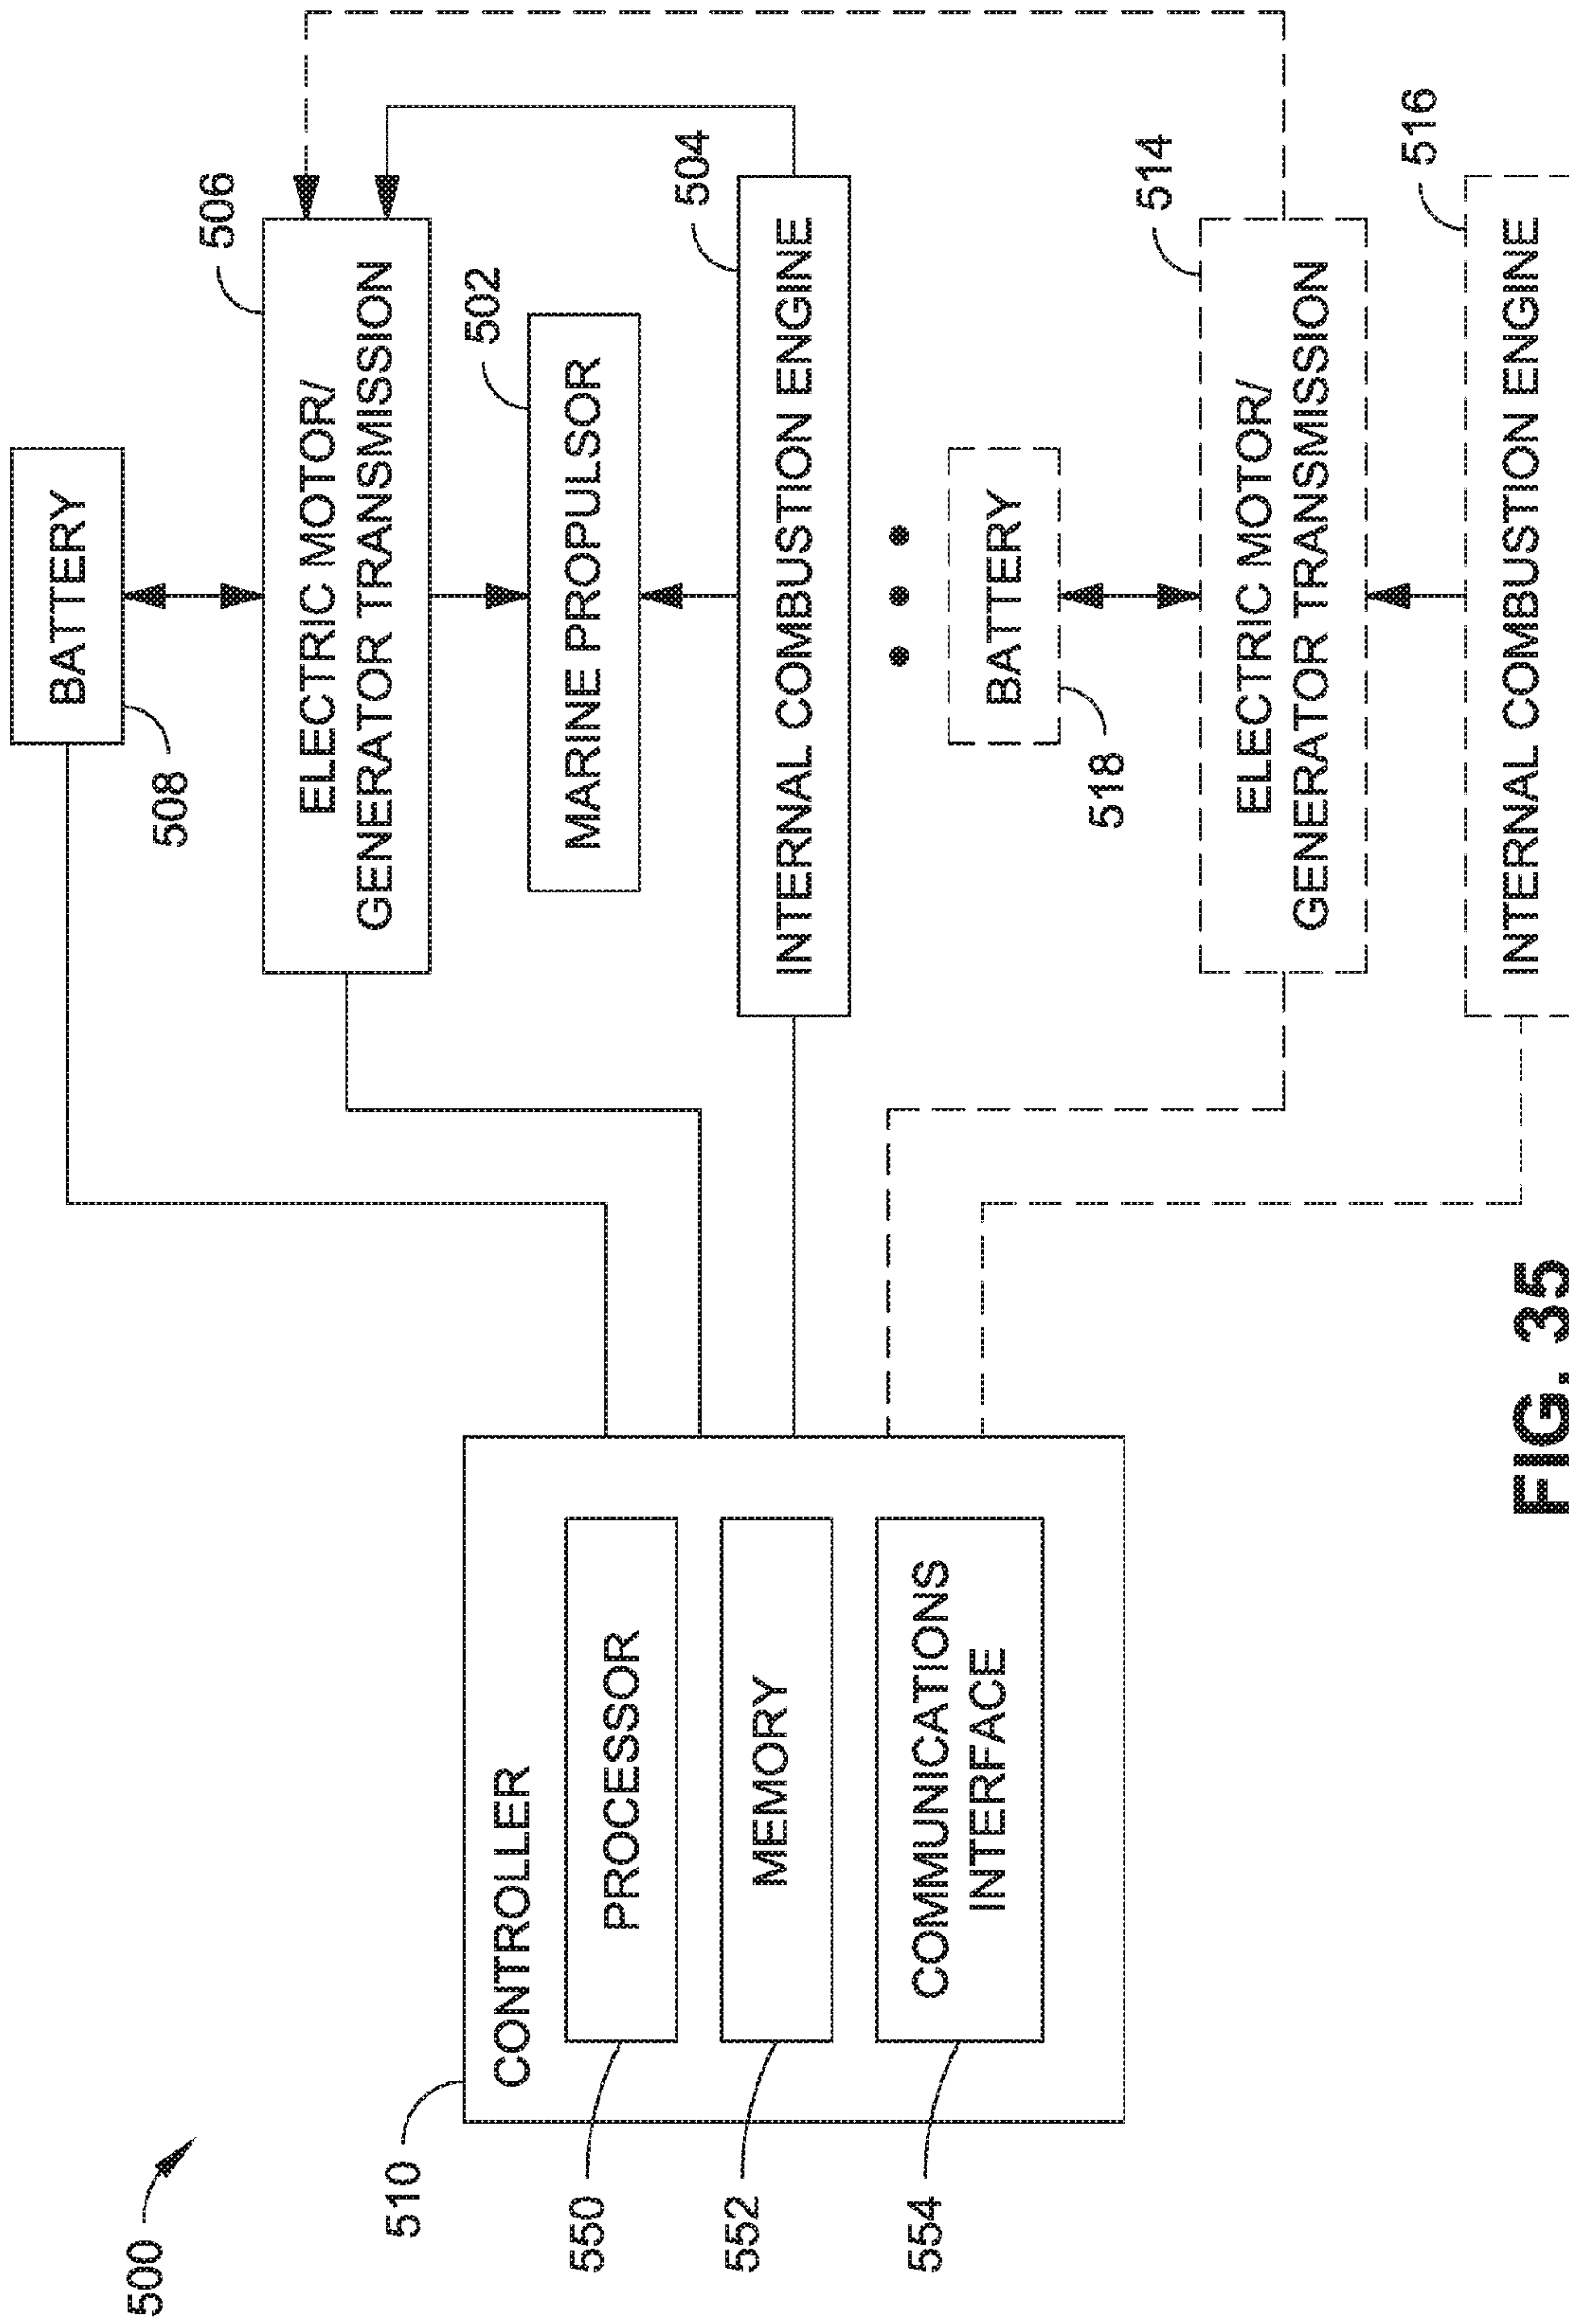 500
510
CONTROLLER
550
PROCESSOR
552
MEMORY
554
COMMUNICATIONS
INTERFACE
508
BATTERY
506
ELECTRIC MOTOR/
GENERATOR TRANSMISSION
502
MARINE PROPULSOR
504
INTERNAL COMBUSTION ENGINE
518
BATTERY
514
ELECTRIC MOTOR/
GENERATOR TRANSMISSION
516
INTERNAL COMBUSTION ENGINE
FIG. 35